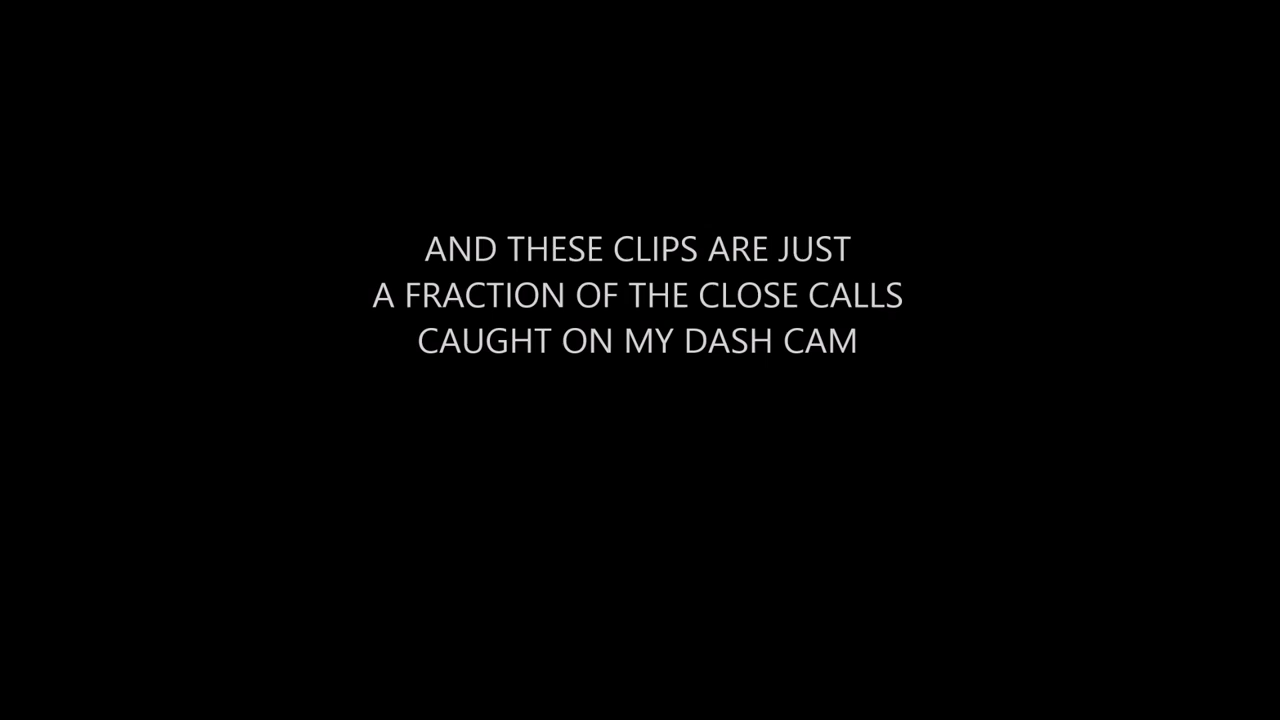 AND THESE CLIPS ARE JUST
A FRACTION OF THE CLOSE CALLS
CAUGHT ON MY DASH CAM